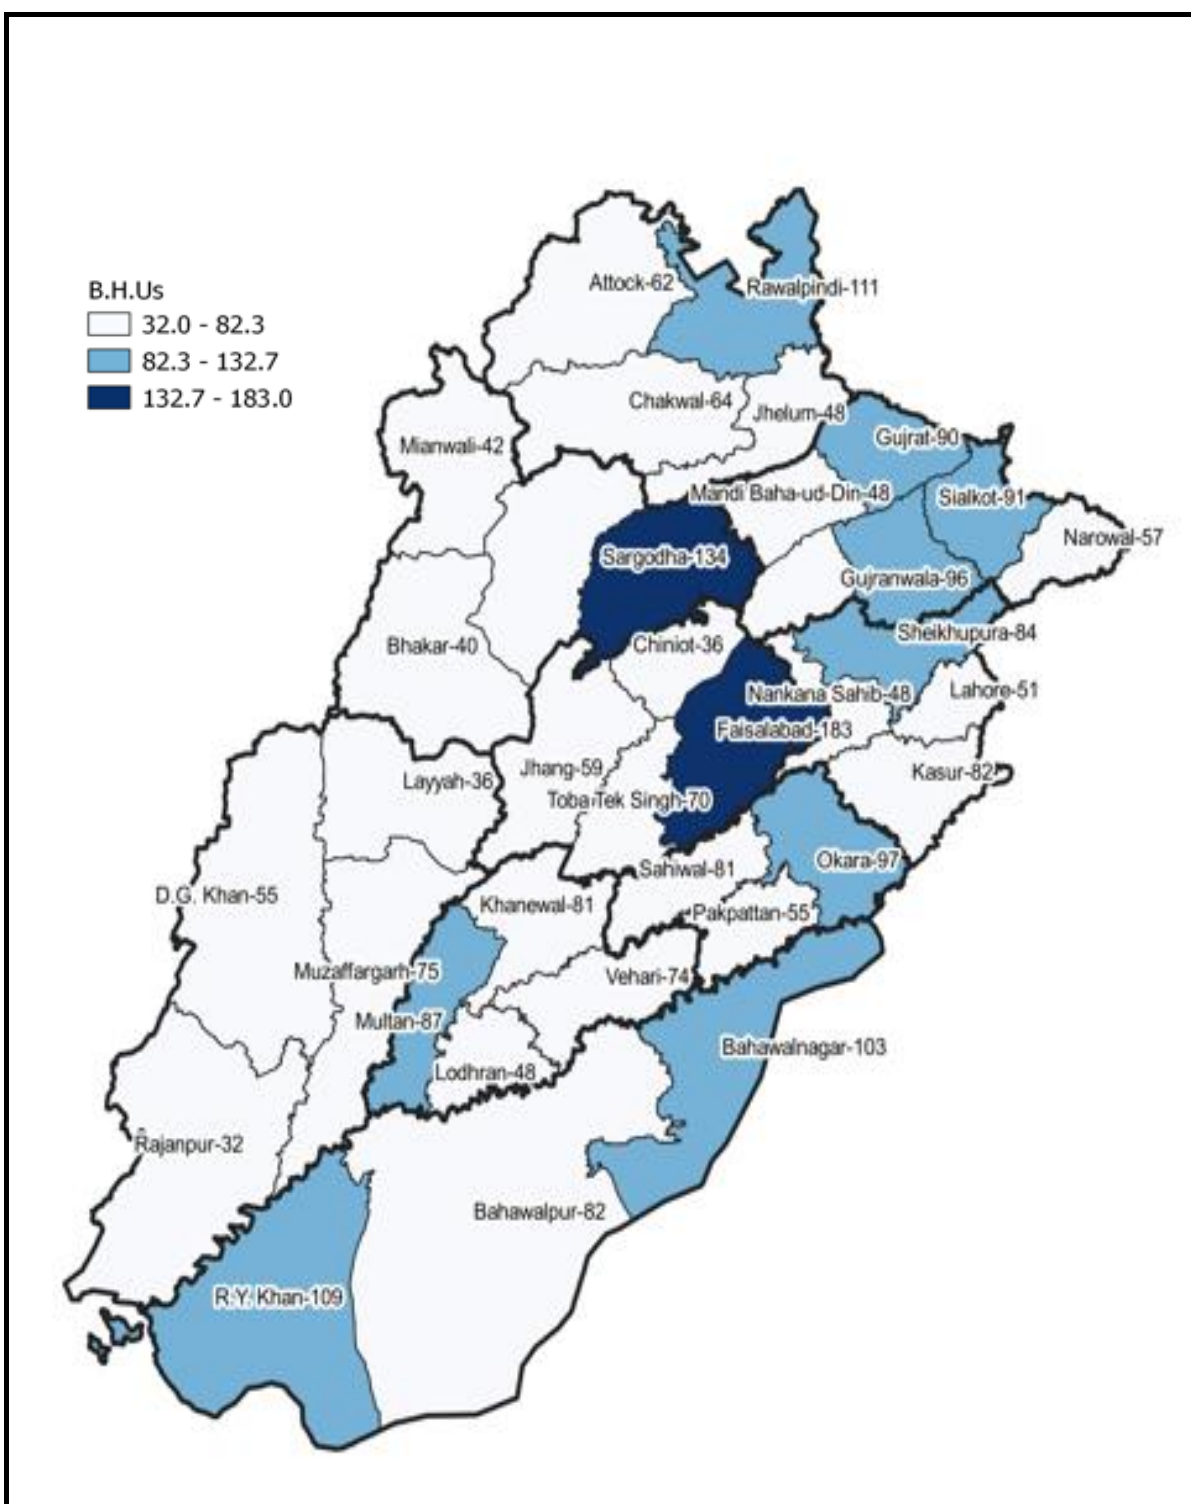 B.H.Us
32.0 - 82.3
82.3 - 132.7
132.7 - 183.0
Attock-62
Rawalpindi-111
Chakwal-64
Jhelum-48
Mianwali-42
Gujrat-90
Mandi Baha-ud-Din-48
Sialkot-91
Narowal-57
Sargodha-134
Gujranwala-96
Sheikhupura-84
Bhakar-40
Chiniot-36
Nankana Sahib-48
Lahore-51
Faisalabad-183
Jhang-59
Kasur-82
Layyah-36
Toba Tek Singh-70
Sahiwal-81
Okara-97
D.G. Khan-55
Khanewal-81
Pakpattan-55
Muzaffargarh-75
Vehari-74
Multan-87
Bahawalnagar-103
Lodhran-48
Rajanpur-32
Bahawalpur-82
R.Y. Khan-109